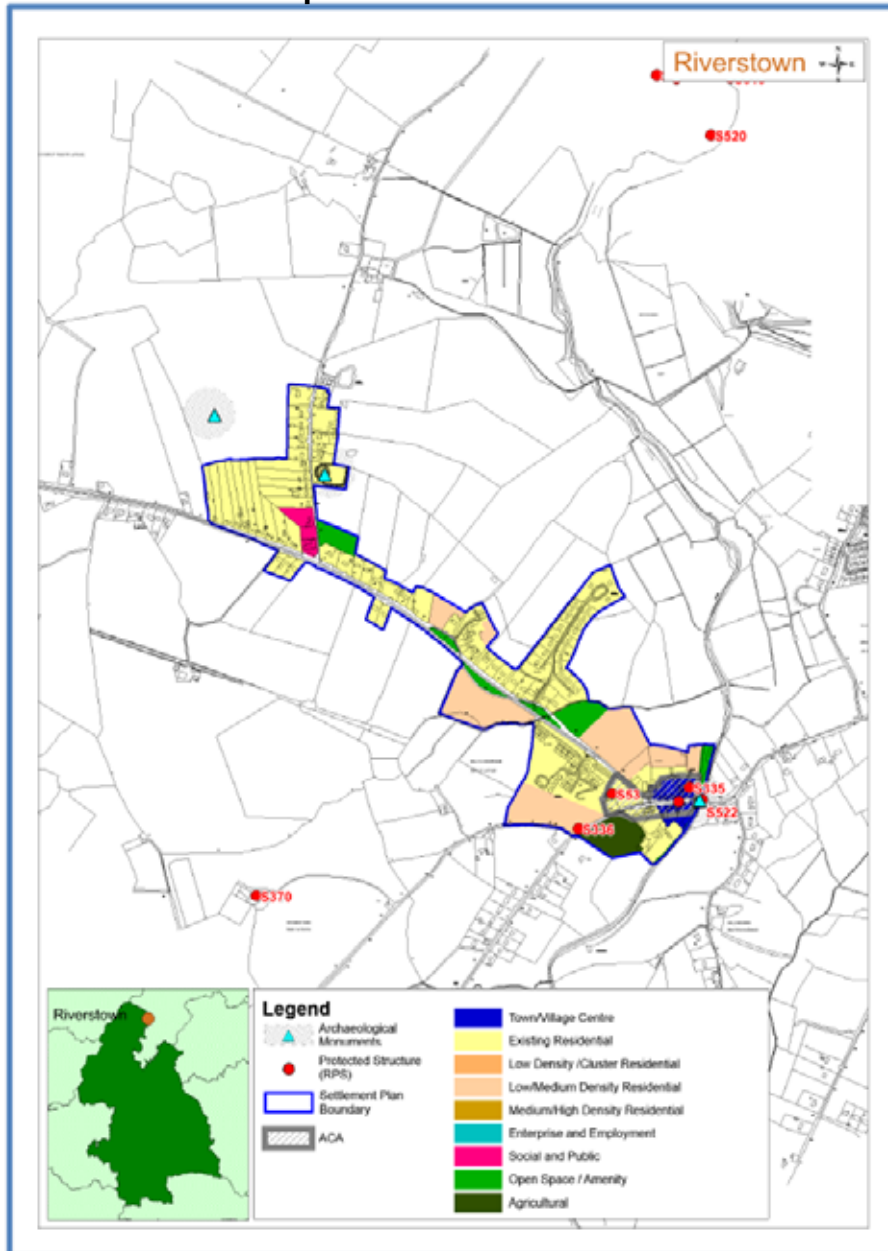 Riverstown
S520
S335
S53
S522
S336
S370
Riverstown
Legend
Archaeological
Monuments
Protected Structure
(RPS)
Settlement Plan
Boundary
ACA
Town/Village Centre
Existing Residential
Low Density /Cluster Residential
Low/Medium Density Residential
Medium/High Density Residential
Enterprise and Employment
Social and Public
Open Space / Amenity
Agricultural